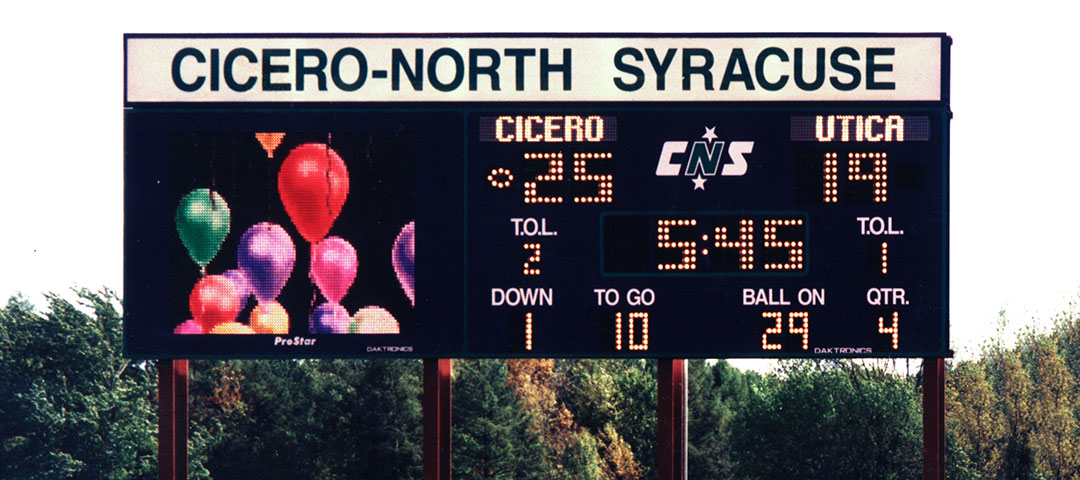 CICERO-NORTH SYRACUSE
CICERO CNS UTICA
25 19
T.O.L. 5:45 T.O.L.
2 1
DOWN TO GO BALL ON QTR.
1 10 29 4
ProStar
DAKTRONICS DAKTRONICS